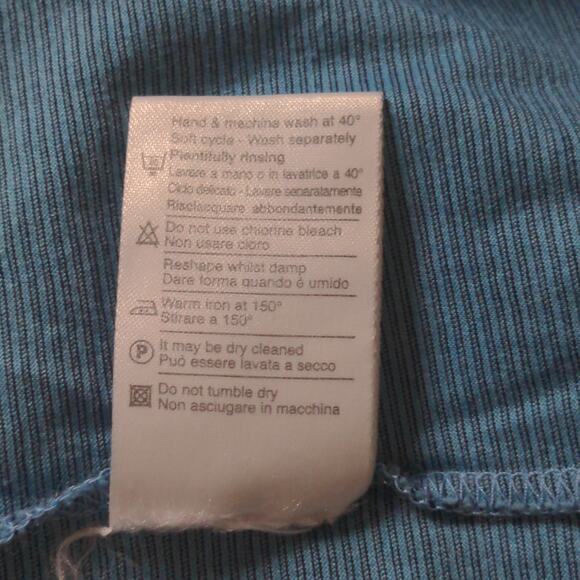 Hand & machina wash at 40°
Soft cycle - Wash separately
Plentifully rinsing
Lavare a mano o in lavatrice a 40°
Ciclo delicato - Lavare separatamente
Risciacquare abbondantemente
Do not use chlorine bleach
Non usare cloro
Reshape whilst damp
Dare forma quando é umido
Warm iron at 150°
Stirare a 150°
P It may be dry cleaned
Puó essere lavata a secco
Do not tumble dry
Non asciugare in macchina